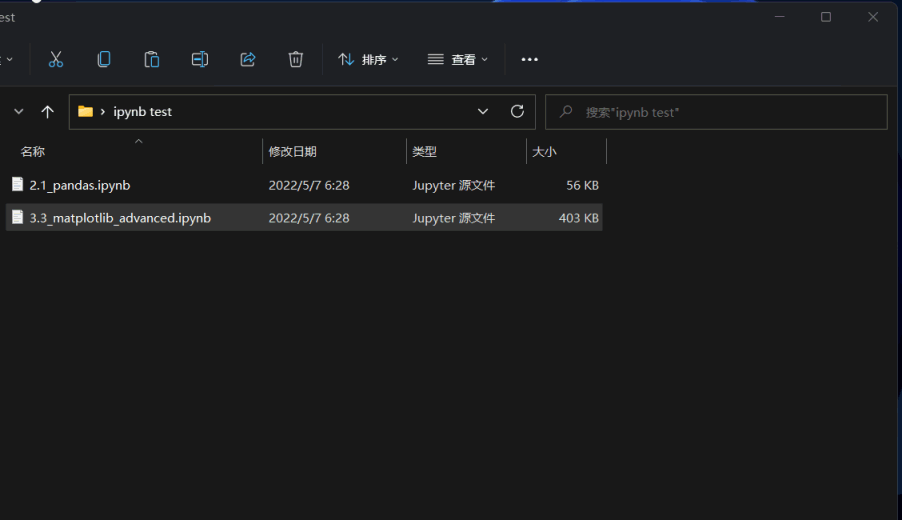 est
排序 查看
ipynb test 搜索"ipynb test"
名称 修改日期 类型 大小
2.1_pandas.ipynb 2022/5/7 6:28 Jupyter 源文件 56 KB
3.3_matplotlib_advanced.ipynb 2022/5/7 6:28 Jupyter 源文件 403 KB